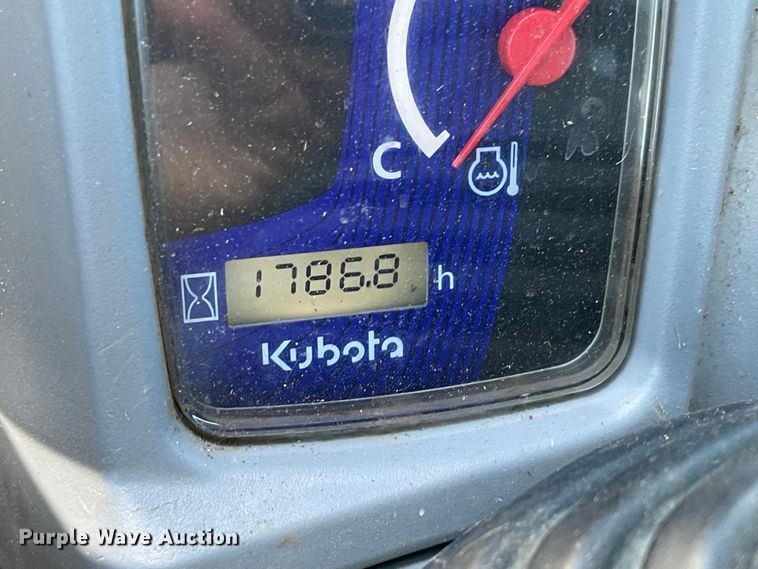 C
1786.8 h
Kubota
Purple Wave Auction